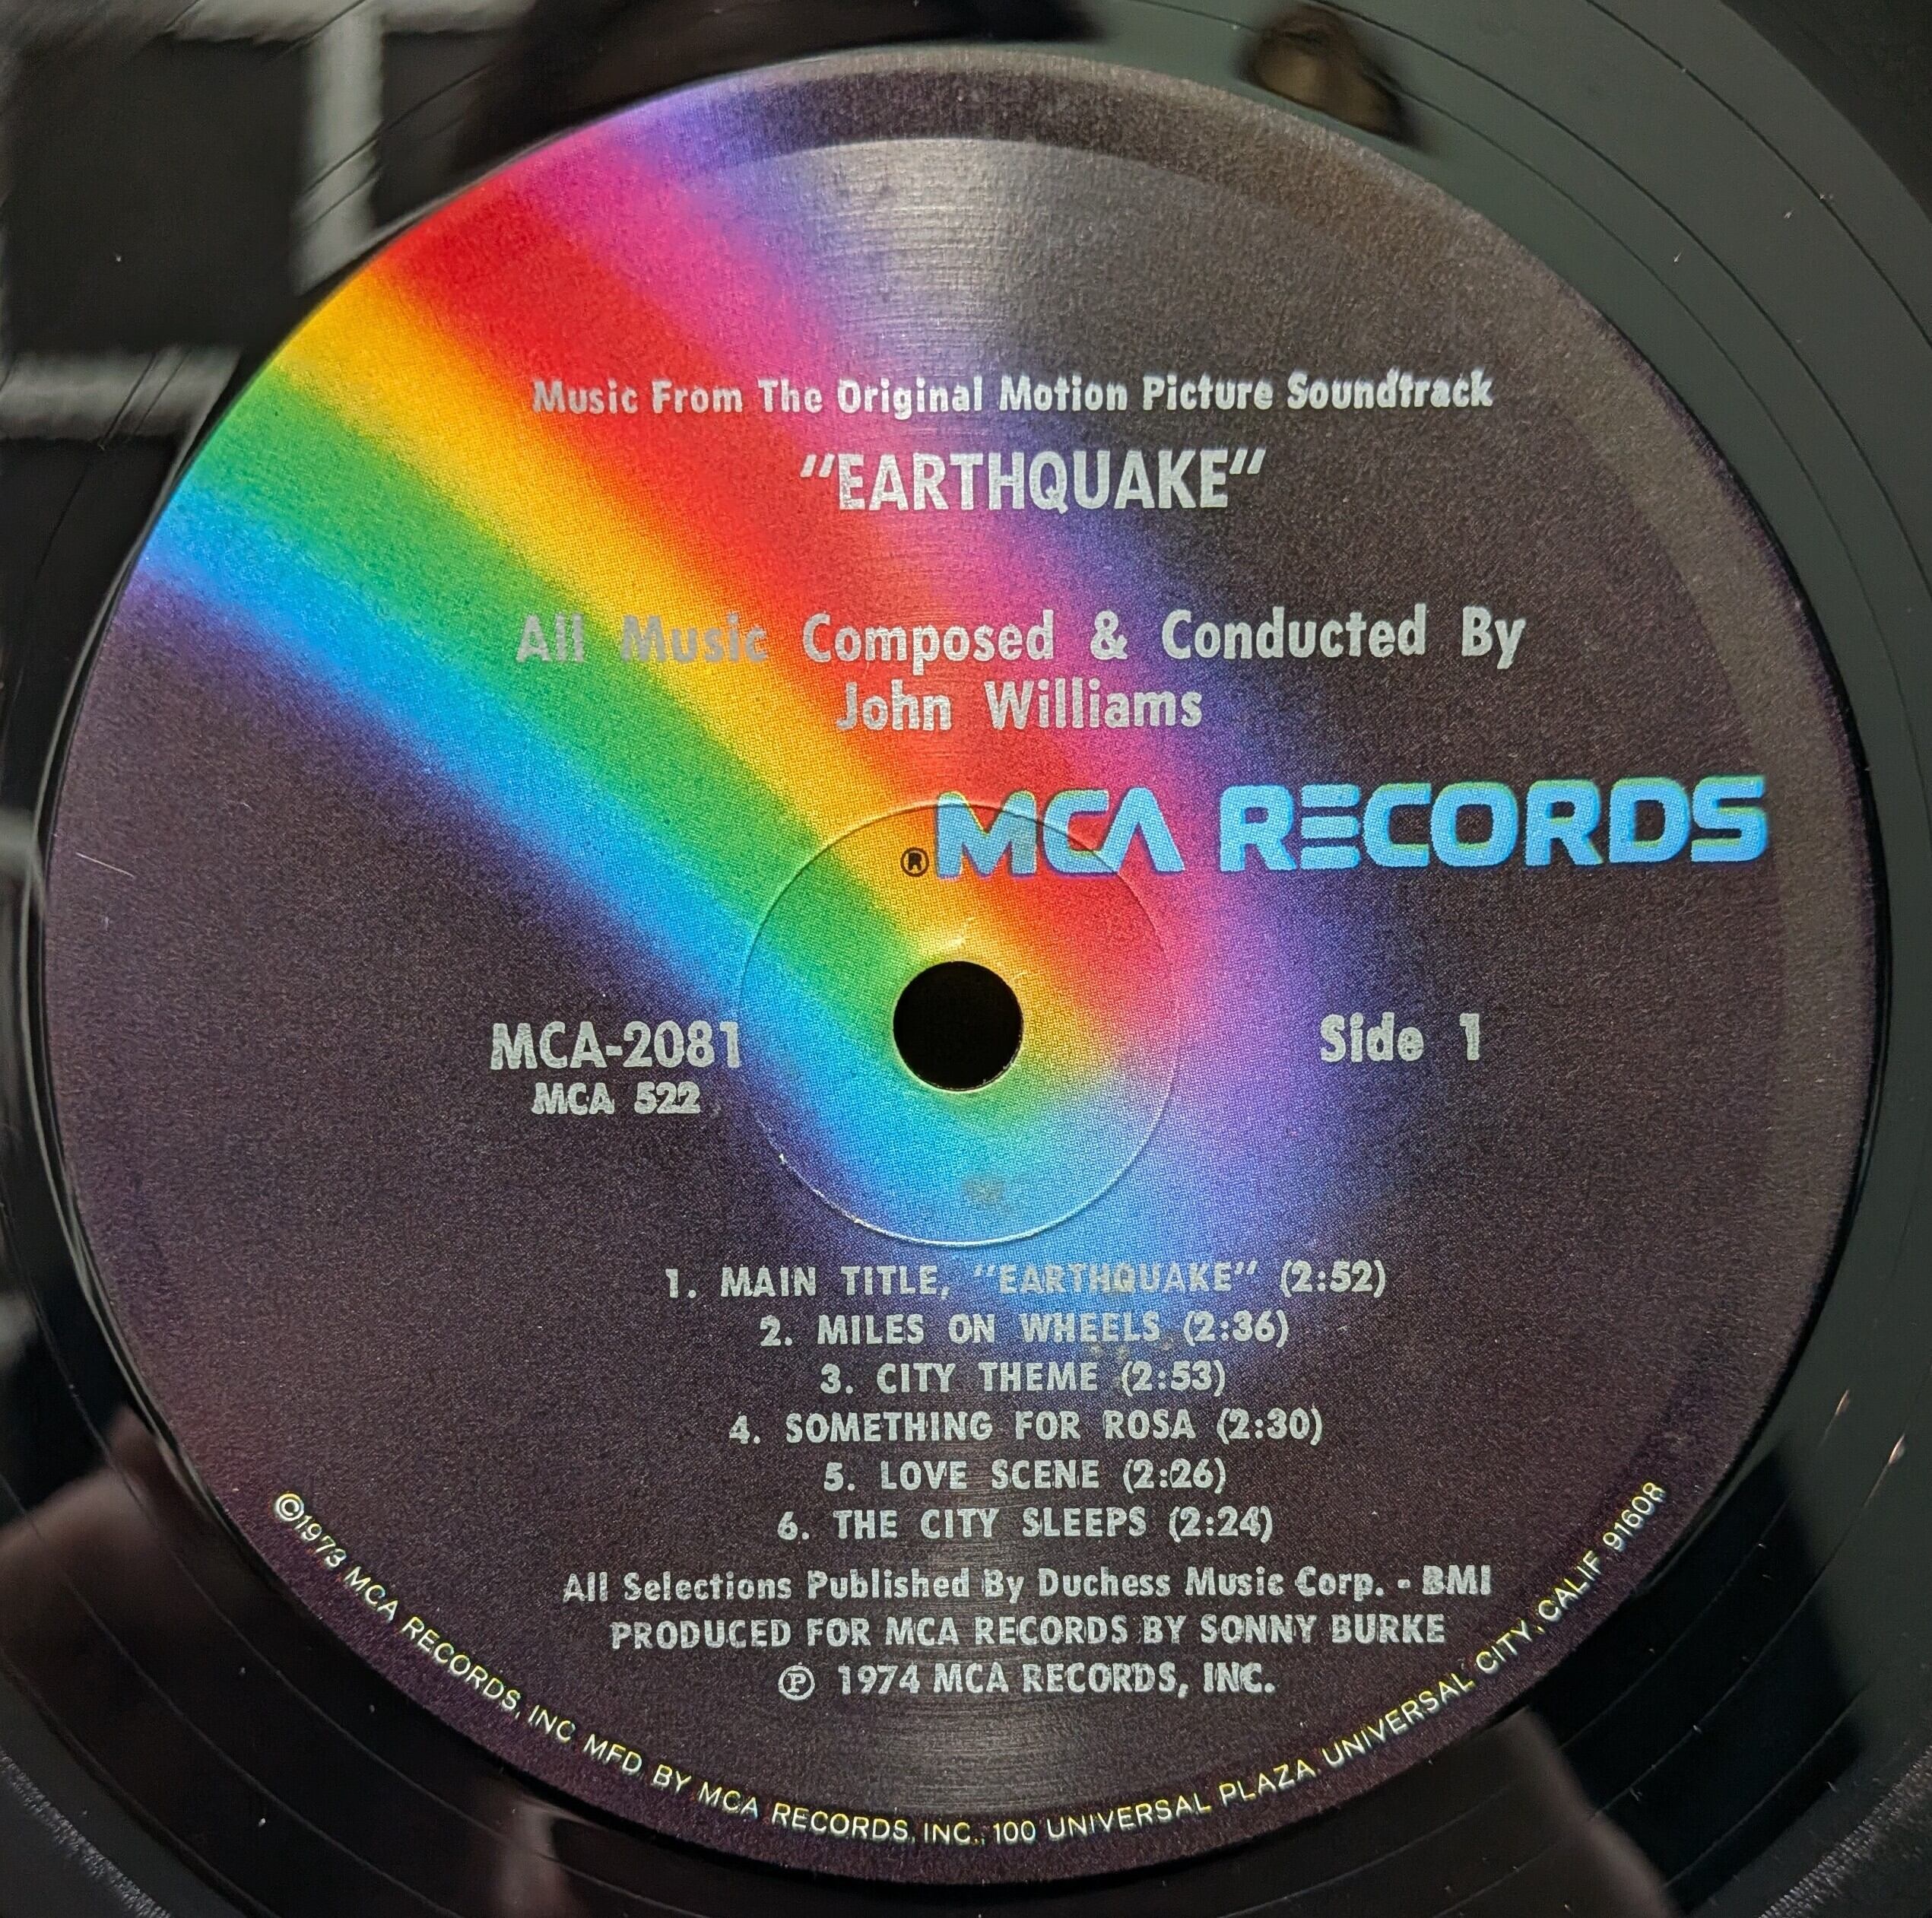 Music From The Original Motion Picture Soundtrack
"EARTHQUAKE"
All Music Composed & Conducted By
John Williams
®MCA RECORDS
MCA-2081
MCA 522
Side 1
1. MAIN TITLE, "EARTHQUAKE" (2:52)
2. MILES ON WHEELS (2:36)
3. CITY THEME (2:53)
4. SOMETHING FOR ROSA (2:30)
5. LOVE SCENE (2:26)
6. THE CITY SLEEPS (2:24)
All Selections Published By Duchess Music Corp. - BMI
PRODUCED FOR MCA RECORDS BY SONNY BURKE
℗ 1974 MCA RECORDS, INC.
©1973 MCA RECORDS, INC MFD BY MCA RECORDS, INC., 100 UNIVERSAL PLAZA UNIVERSAL CITY, CALIF 91608